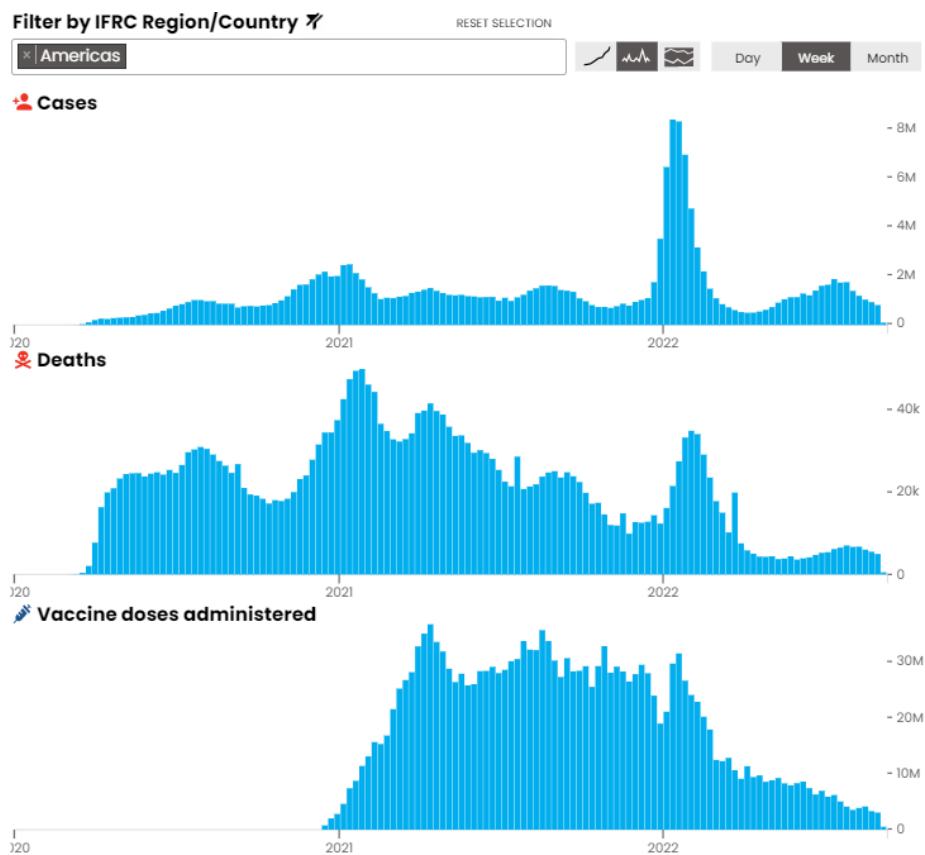 Filter by IFRC Region/Country
RESET SELECTION
× Americas
Day Week Month
Cases
8M
6M
4M
2M
0
2021 2022
Deaths
40k
20k
0
2021 2022
Vaccine doses administered
30M
20M
10M
0
2021 2022